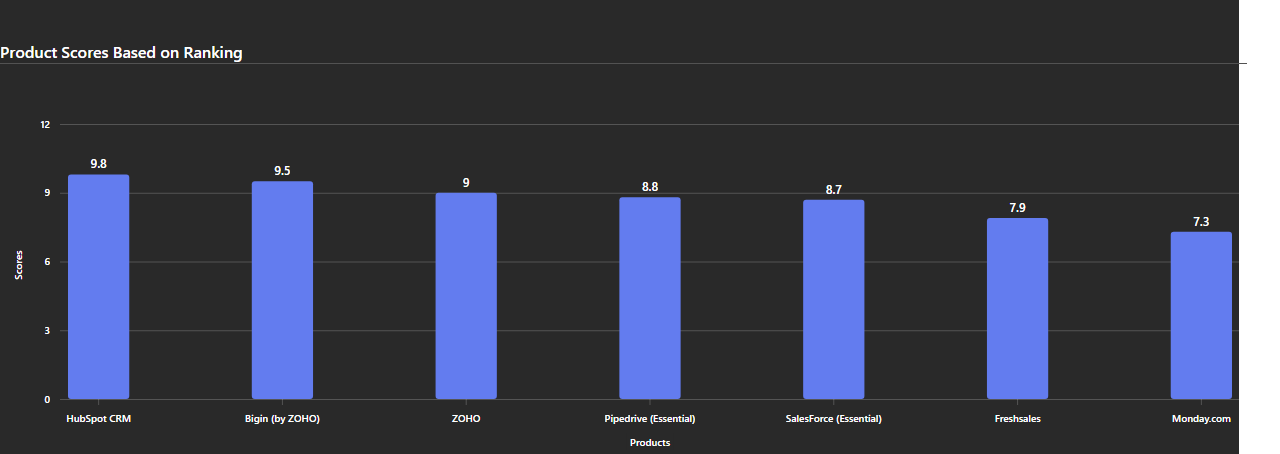 Product Scores Based on Ranking
12
9
6
3
0
Scores
9.8
9.5
9
8.8
8.7
7.9
7.3
HubSpot CRM
Bigin (by ZOHO)
ZOHO
Pipedrive (Essential)
SalesForce (Essential)
Freshsales
Monday.com
Products